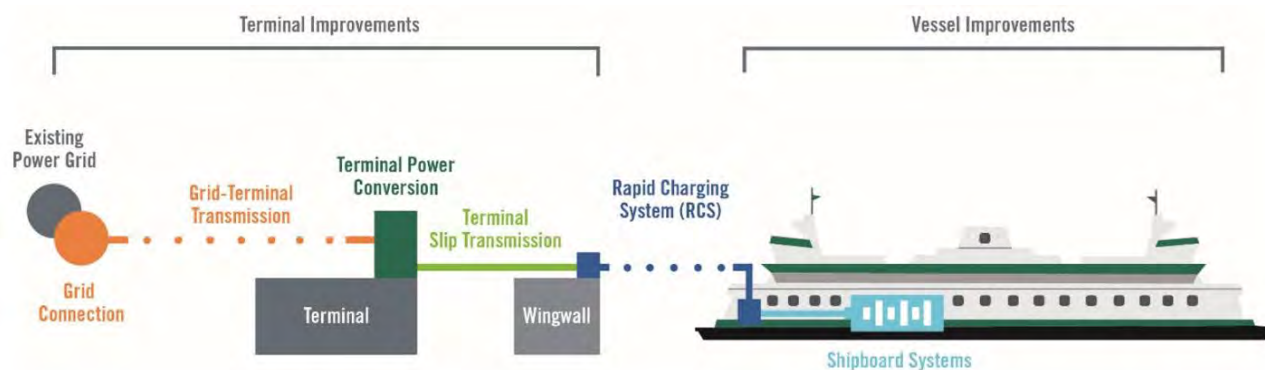 Terminal Improvements
Vessel Improvements
Existing
Power Grid
Grid-Terminal
Transmission
Terminal Power
Conversion
Terminal
Slip Transmission
Rapid Charging
System (RCS)
Grid
Connection
Terminal
Wingwall
Shipboard Systems